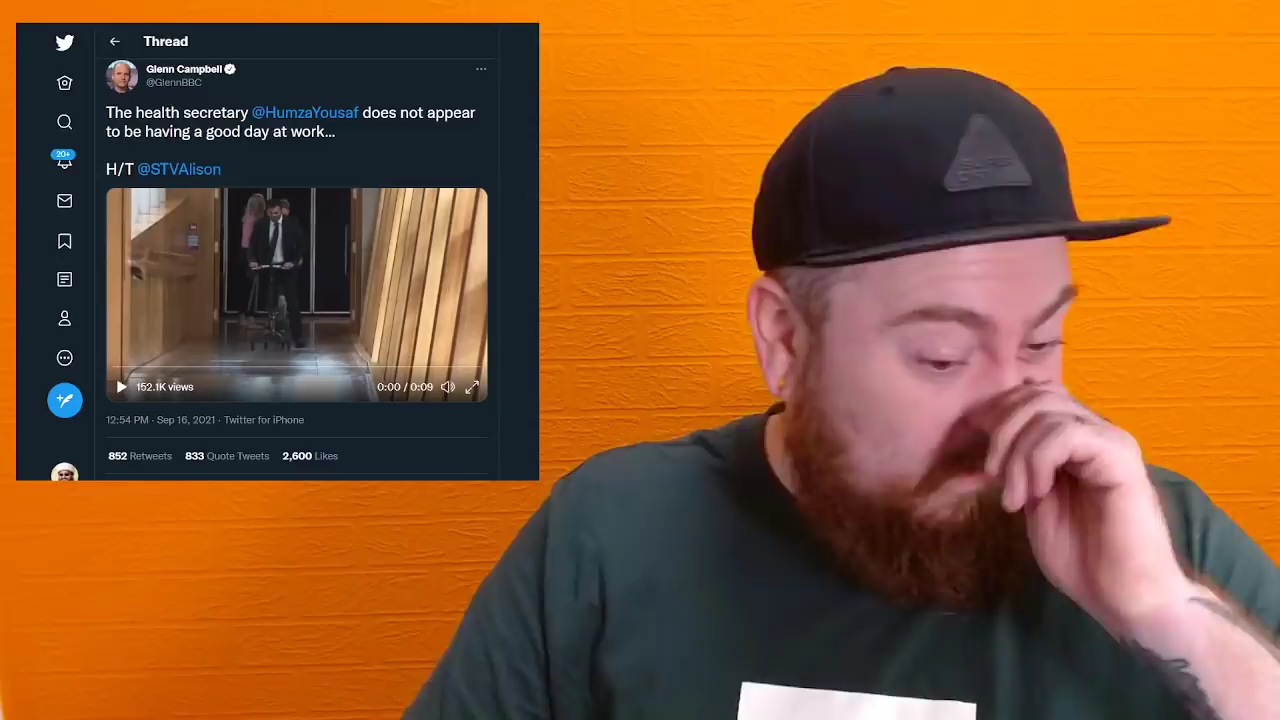 Thread
Glenn Campbell
@GlennBBC
The health secretary @HumzaYousaf does not appear
to be having a good day at work...
H/T @STVAlison
20+
152.1K views
0:00 / 0:09
12:54 PM · Sep 16, 2021 · Twitter for iPhone
852 Retweets 833 Quote Tweets 2,600 Likes